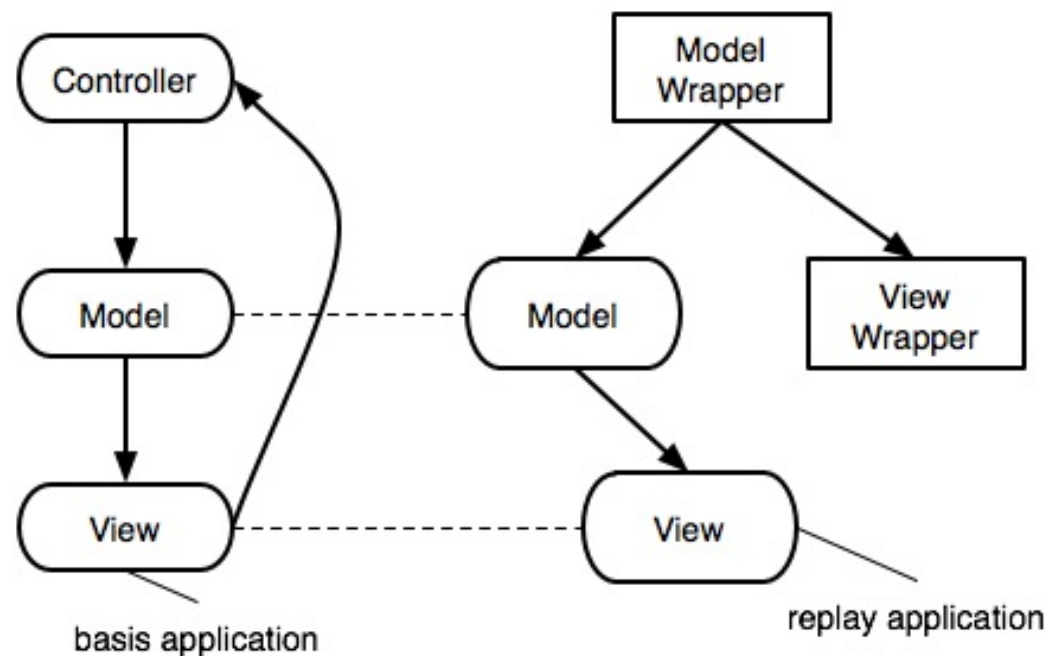 Controller
Model
View
basis application
Model
Wrapper
Model
View
Wrapper
View
replay application